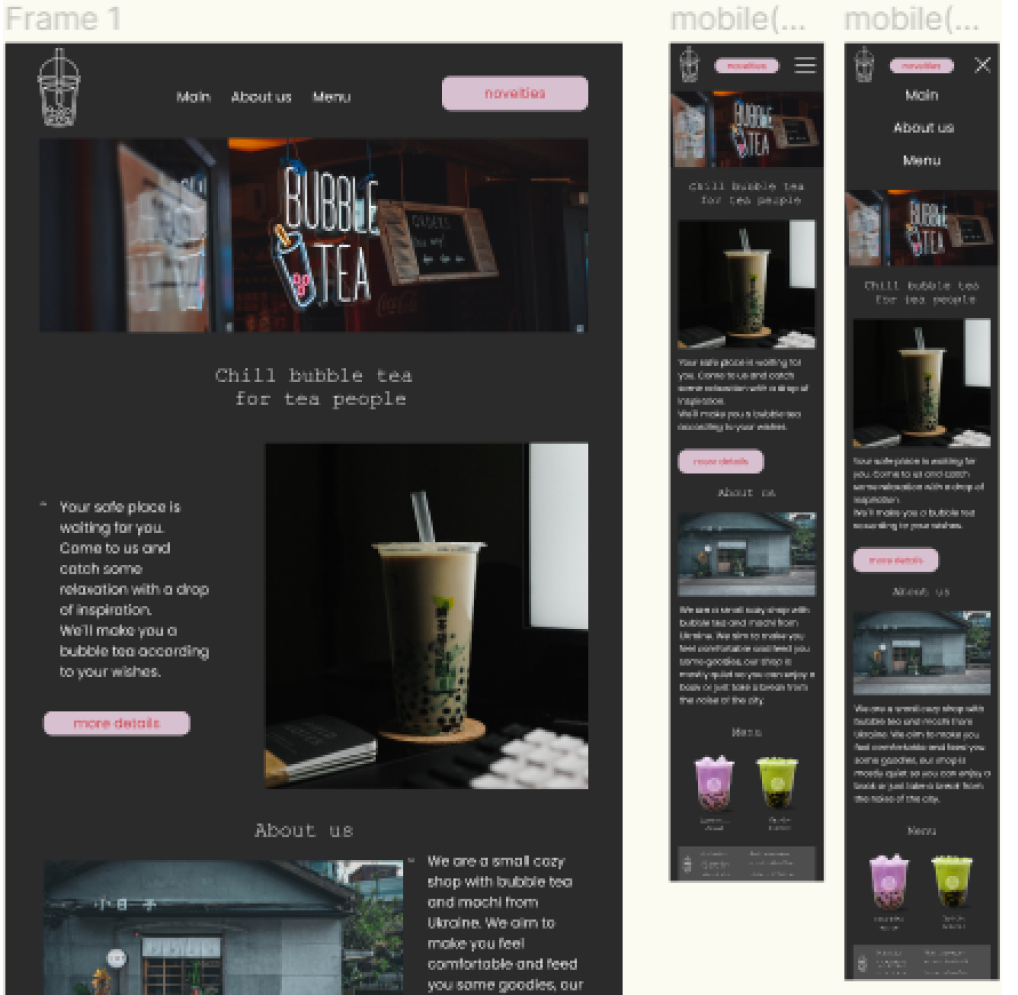 Frame 1
Main About us Menu
novelties
BUBBLE
TEA
ORDERS
Chill bubble tea
for tea people
Your safe place is
waiting for you.
Come to us and
catch some
relaxation with a drop
of inspiration.
We'll make you a
bubble tea according
to your wishes.
more details
About us
We are a small cozy
shop with bubble tea
and mochi from
Ukraine. We aim to
make you feel
comfortable and feed
you some goodies, our
mobile(...
novelties
BUBBLE
TEA
Chill bubble tea
for tea people
Your safe place is waiting for
you. Come to us and catch
some relaxation with a drop of
inspiration.
We'll make you a bubble tea
according to your wishes.
more details
About us
We are a small cozy shop with
bubble tea and mochi from
Ukraine. We aim to make you
feel comfortable and feed you
some goodies, our shop is
mostly quiet so you can enjoy a
book or just take a break from
the noise of the city.
Menu
mobile(...
novelties
Main
About us
Menu
BUBBLE
TEA
Chill bubble tea
for tea people
Your safe place is waiting for
you. Come to us and catch
some relaxation with a drop of
inspiration.
We'll make you a bubble tea
according to your wishes.
more details
About us
We are a small cozy shop with
bubble tea and mochi from
Ukraine. We aim to make you
feel comfortable and feed you
some goodies, our shop is
mostly quiet so you can enjoy a
book or just take a break from
the noise of the city.
Menu